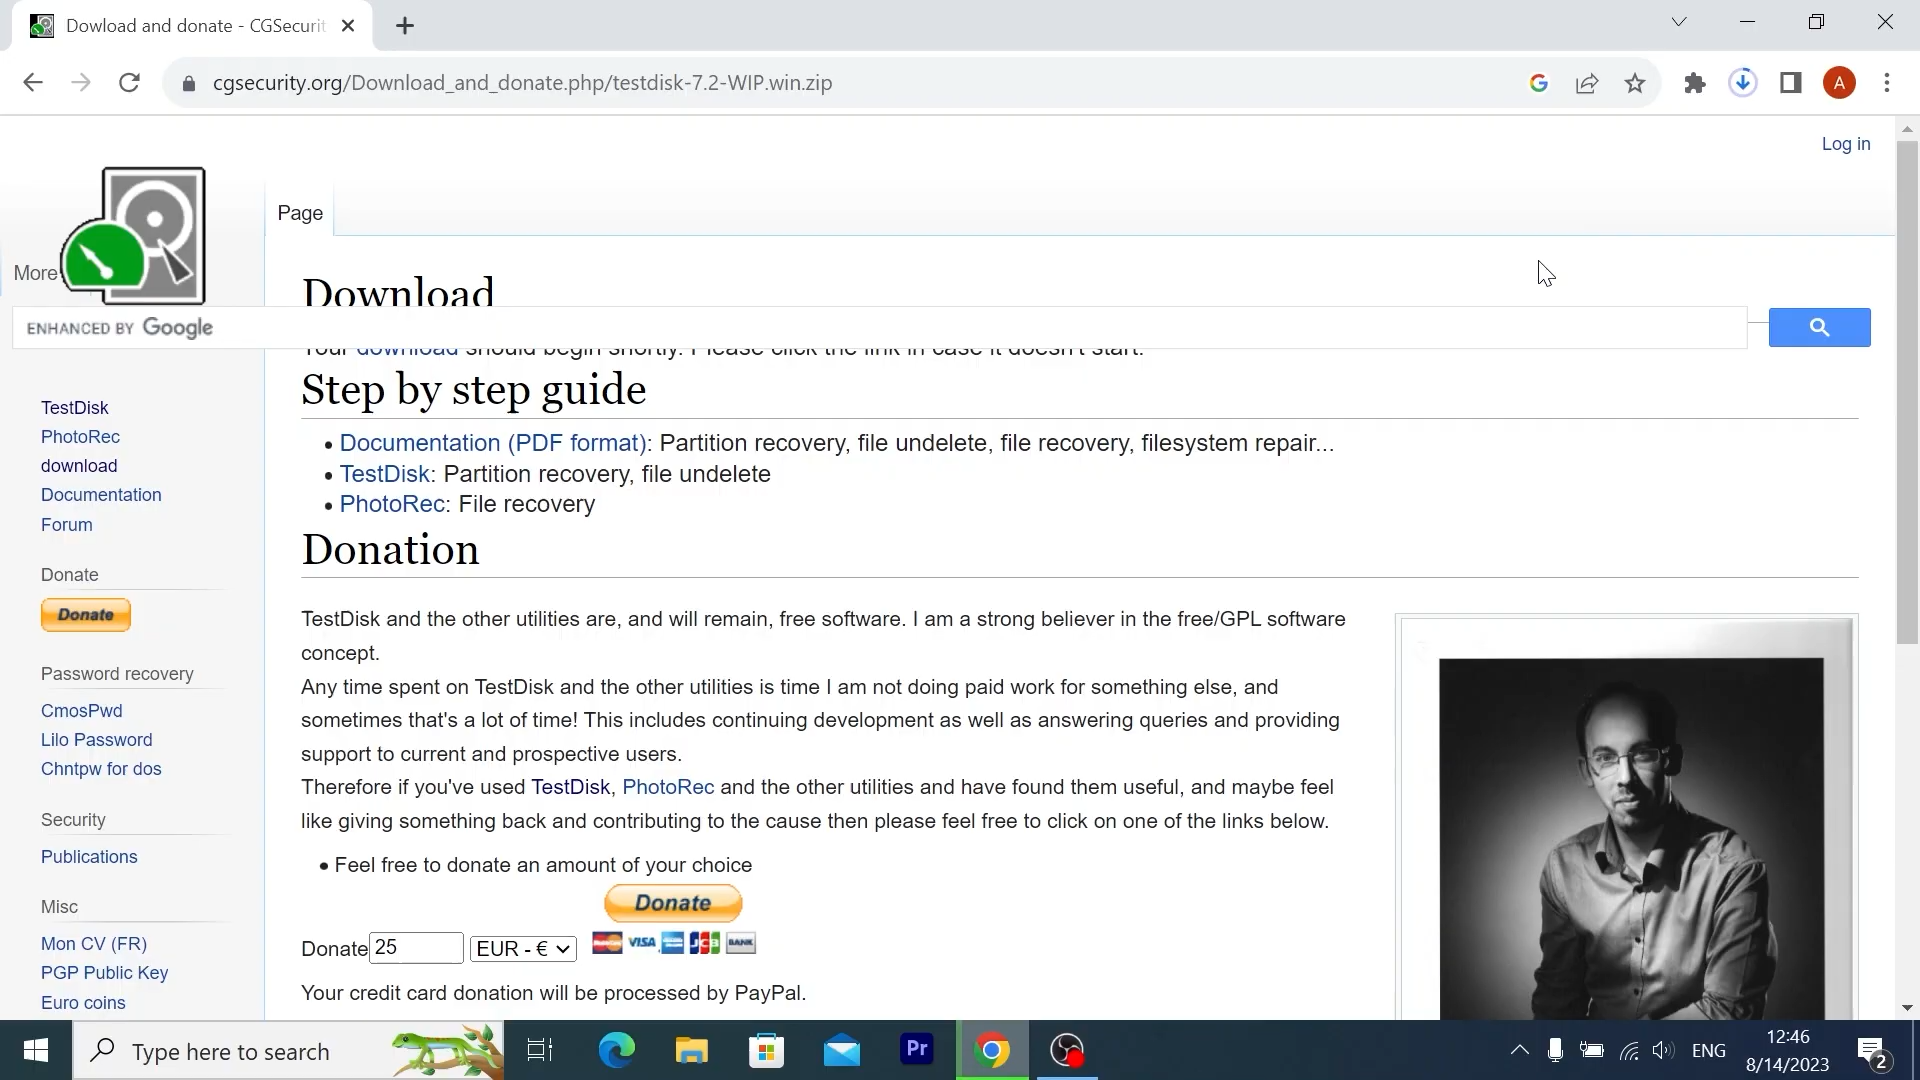 Dowload and donate - CGSecurit
cgsecurity.org/Download_and_donate.php/testdisk-7.2-WIP.win.zip
A
Log in
Page
More
Download
ENHANCED BY Google
Your download should begin shortly. Please click the link in case it doesn't start.
Step by step guide
• Documentation (PDF format): Partition recovery, file undelete, file recovery, filesystem repair...
• TestDisk: Partition recovery, file undelete
• PhotoRec: File recovery
TestDisk
PhotoRec
download
Documentation
Forum
Donate
Donate
Password recovery
CmosPwd
Lilo Password
Chntpw for dos
Security
Publications
Misc
Mon CV (FR)
PGP Public Key
Euro coins
Donation
TestDisk and the other utilities are, and will remain, free software. I am a strong believer in the free/GPL software
concept.
Any time spent on TestDisk and the other utilities is time I am not doing paid work for something else, and
sometimes that's a lot of time! This includes continuing development as well as answering queries and providing
support to current and prospective users.
Therefore if you've used TestDisk, PhotoRec and the other utilities and have found them useful, and maybe feel
like giving something back and contributing to the cause then please feel free to click on one of the links below.
• Feel free to donate an amount of your choice
Donate
Donate 25 EUR - €
VISA JCB BANK
Your credit card donation will be processed by PayPal.
Type here to search
Pr
ENG
12:46
8/14/2023
2